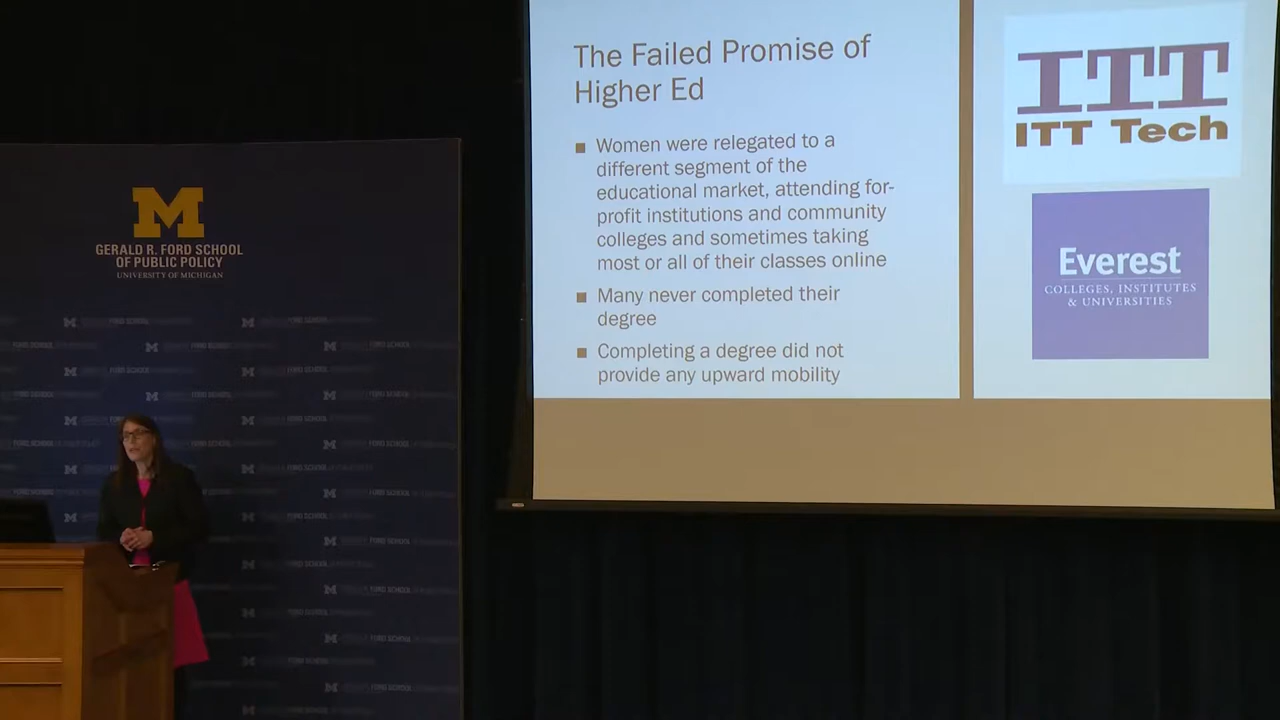 The Failed Promise of
Higher Ed
■ Women were relegated to a
different segment of the
educational market, attending for-
profit institutions and community
colleges and sometimes taking
most or all of their classes online
■ Many never completed their
degree
■ Completing a degree did not
provide any upward mobility
ITT
ITT Tech
Everest
COLLEGES, INSTITUTES
& UNIVERSITIES
M
GERALD R. FORD SCHOOL
OF PUBLIC POLICY
UNIVERSITY OF MICHIGAN